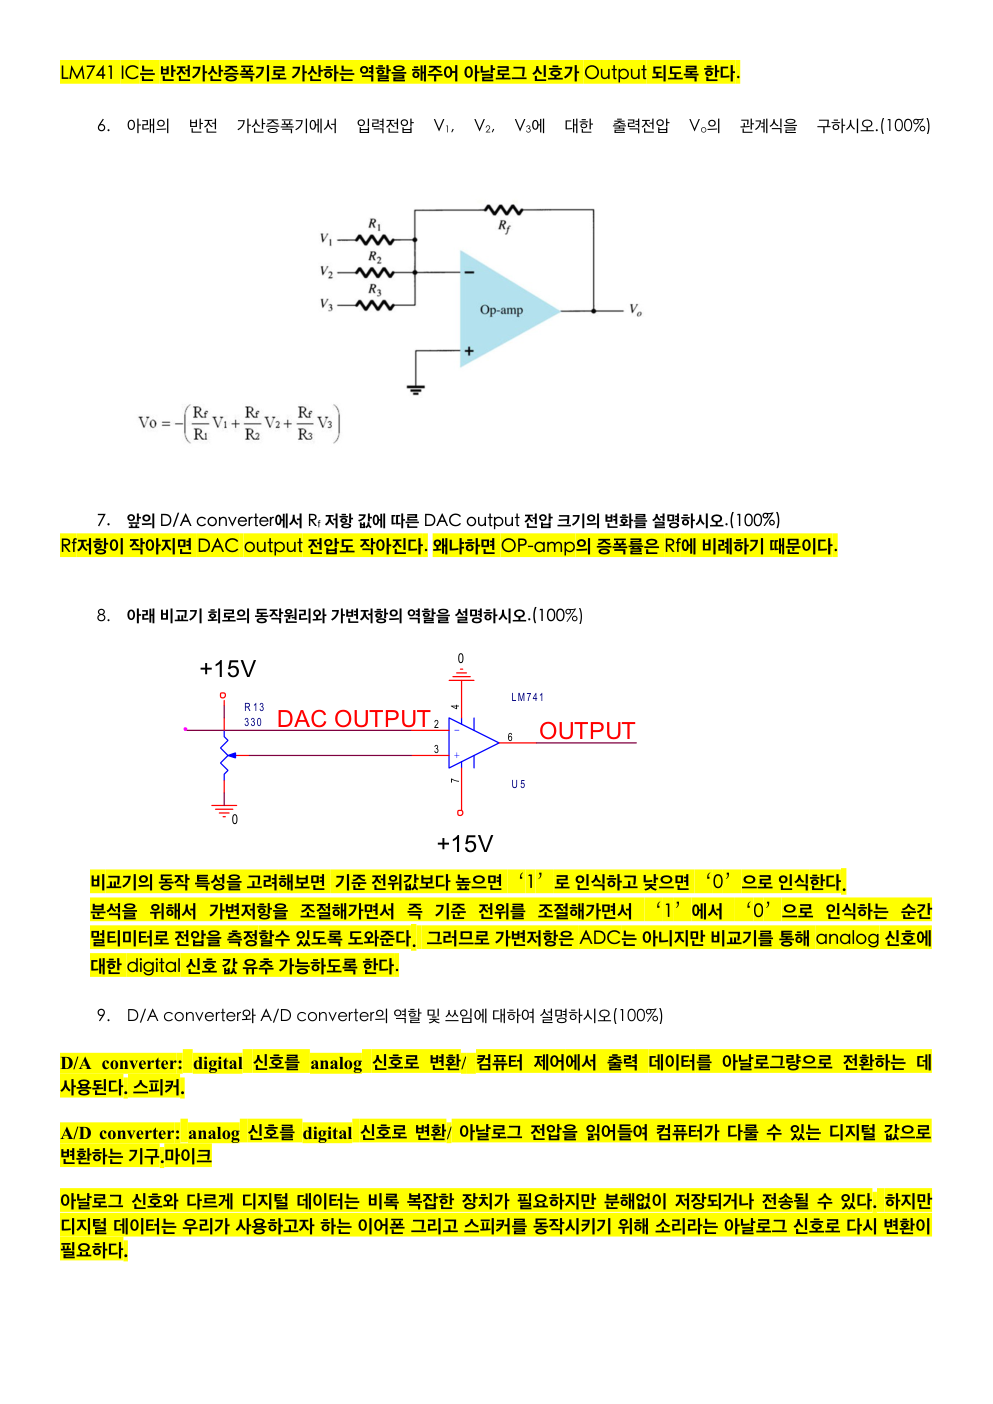 LM741 IC는 반전가산증폭기로 가산하는 역할을 해주어 아날로그 신호가 Output 되도록 한다.
6. 아래의 반전 가산증폭기에서 입력전압 V₁, V₂, V₃에 대한 출력전압 Vₒ의 관계식을 구하시오.(100%)
R₁
V₁
R₂
V₂
R₃
V₃
R_f
Op-amp
Vₒ
Vo = -(Rf/R1 V1 + Rf/R2 V2 + Rf/R3 V3)
7. 앞의 D/A converter에서 Rf 저항 값에 따른 DAC output 전압 크기의 변화를 설명하시오.(100%)
Rf저항이 작아지면 DAC output 전압도 작아진다. 왜냐하면 OP-amp의 증폭률은 Rf에 비례하기 때문이다.
8. 아래 비교기 회로의 동작원리와 가변저항의 역할을 설명하시오.(100%)
+15V
0
R13
330
DAC OUTPUT
2
3
4
7
6
LM741
OUTPUT
U5
0
+15V
비교기의 동작 특성을 고려해보면 기준 전위값보다 높으면 ‘1’로 인식하고 낮으면 ‘0’으로 인식한다.
분석을 위해서 가변저항을 조절해가면서 즉 기준 전위를 조절해가면서 ‘1’에서 ‘0’으로 인식하는 순간
멀티미터로 전압을 측정할수 있도록 도와준다. 그러므로 가변저항은 ADC는 아니지만 비교기를 통해 analog 신호에
대한 digital 신호 값 유추 가능하도록 한다.
9. D/A converter와 A/D converter의 역할 및 쓰임에 대하여 설명하시오(100%)
D/A converter: digital 신호를 analog 신호로 변환/ 컴퓨터 제어에서 출력 데이터를 아날로그량으로 전환하는 데
사용된다. 스피커.
A/D converter: analog 신호를 digital 신호로 변환/ 아날로그 전압을 읽어들여 컴퓨터가 다룰 수 있는 디지털 값으로
변환하는 기구.마이크
아날로그 신호와 다르게 디지털 데이터는 비록 복잡한 장치가 필요하지만 분해없이 저장되거나 전송될 수 있다. 하지만
디지털 데이터는 우리가 사용하고자 하는 이어폰 그리고 스피커를 동작시키기 위해 소리라는 아날로그 신호로 다시 변환이
필요하다.